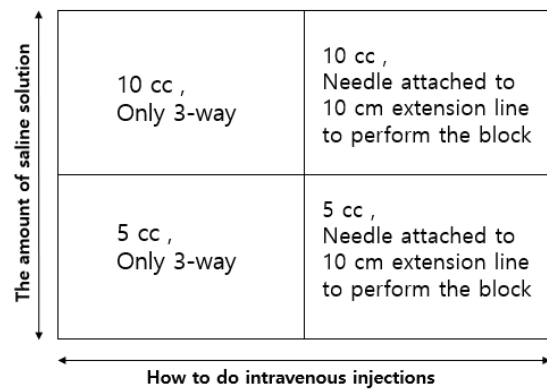 The amount of saline solution
10 cc ,
Only 3-way
10 cc ,
Needle attached to
10 cm extension line
to perform the block
5 cc ,
Only 3-way
5 cc ,
Needle attached to
10 cm extension line
to perform the block
How to do intravenous injections